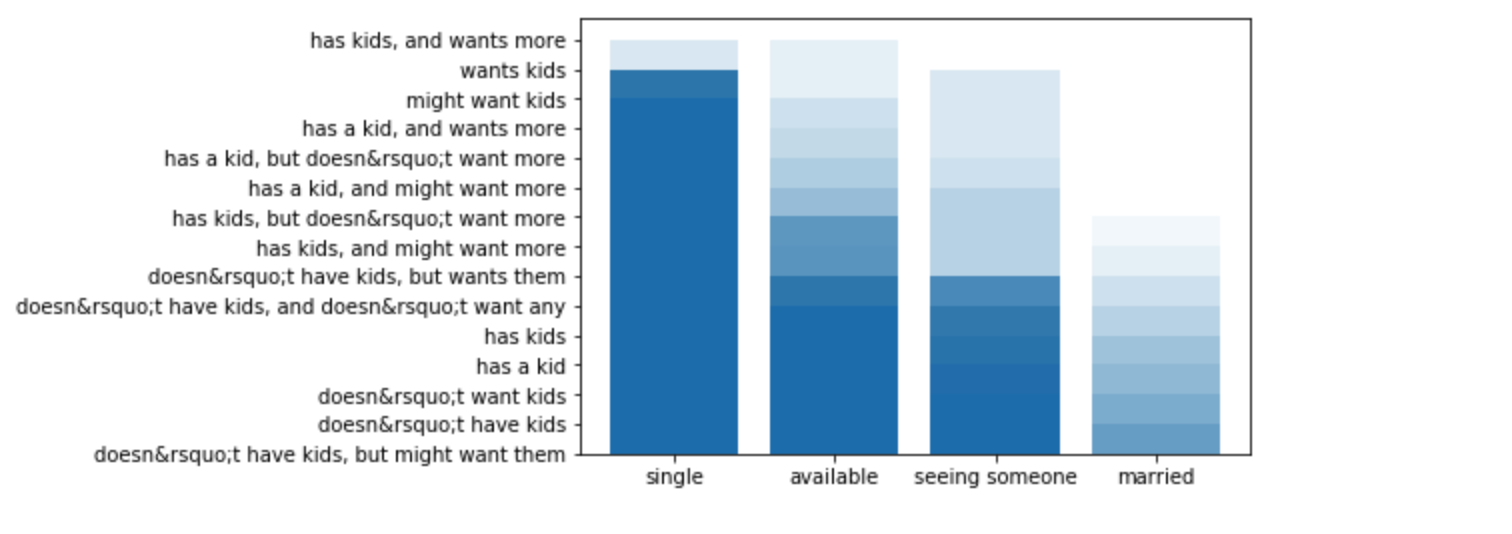 has kids, and wants more
wants kids
might want kids
has a kid, and wants more
has a kid, but doesn&rsquo;t want more
has a kid, and might want more
has kids, but doesn&rsquo;t want more
has kids, and might want more
doesn&rsquo;t have kids, but wants them
doesn&rsquo;t have kids, and doesn&rsquo;t want any
has kids
has a kid
doesn&rsquo;t want kids
doesn&rsquo;t have kids
doesn&rsquo;t have kids, but might want them
single available seeing someone married